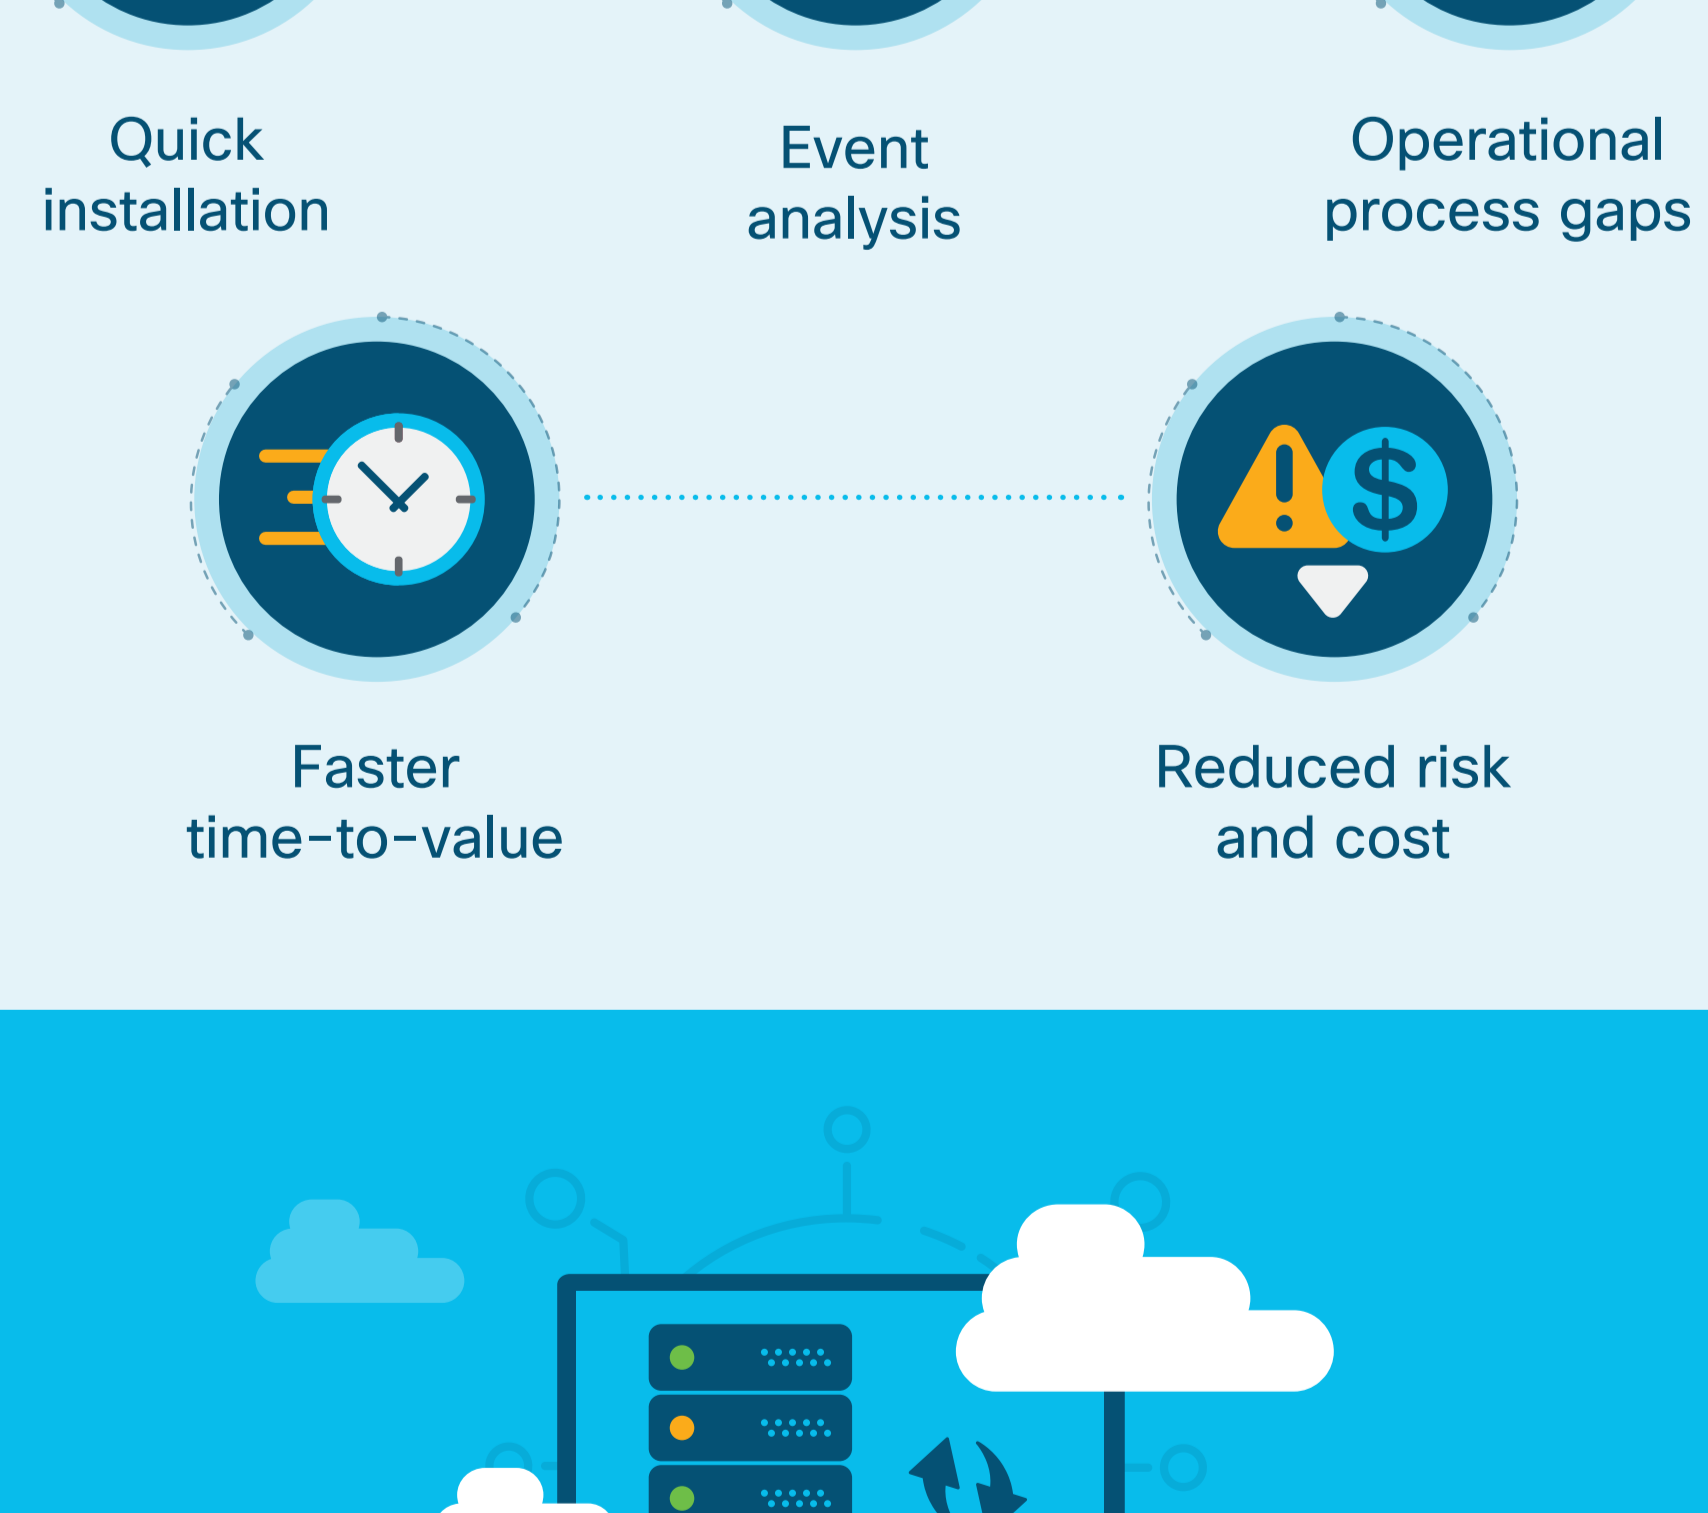 Quick
installation
Event
analysis
Operational
process gaps
Faster
time-to-value
Reduced risk
and cost